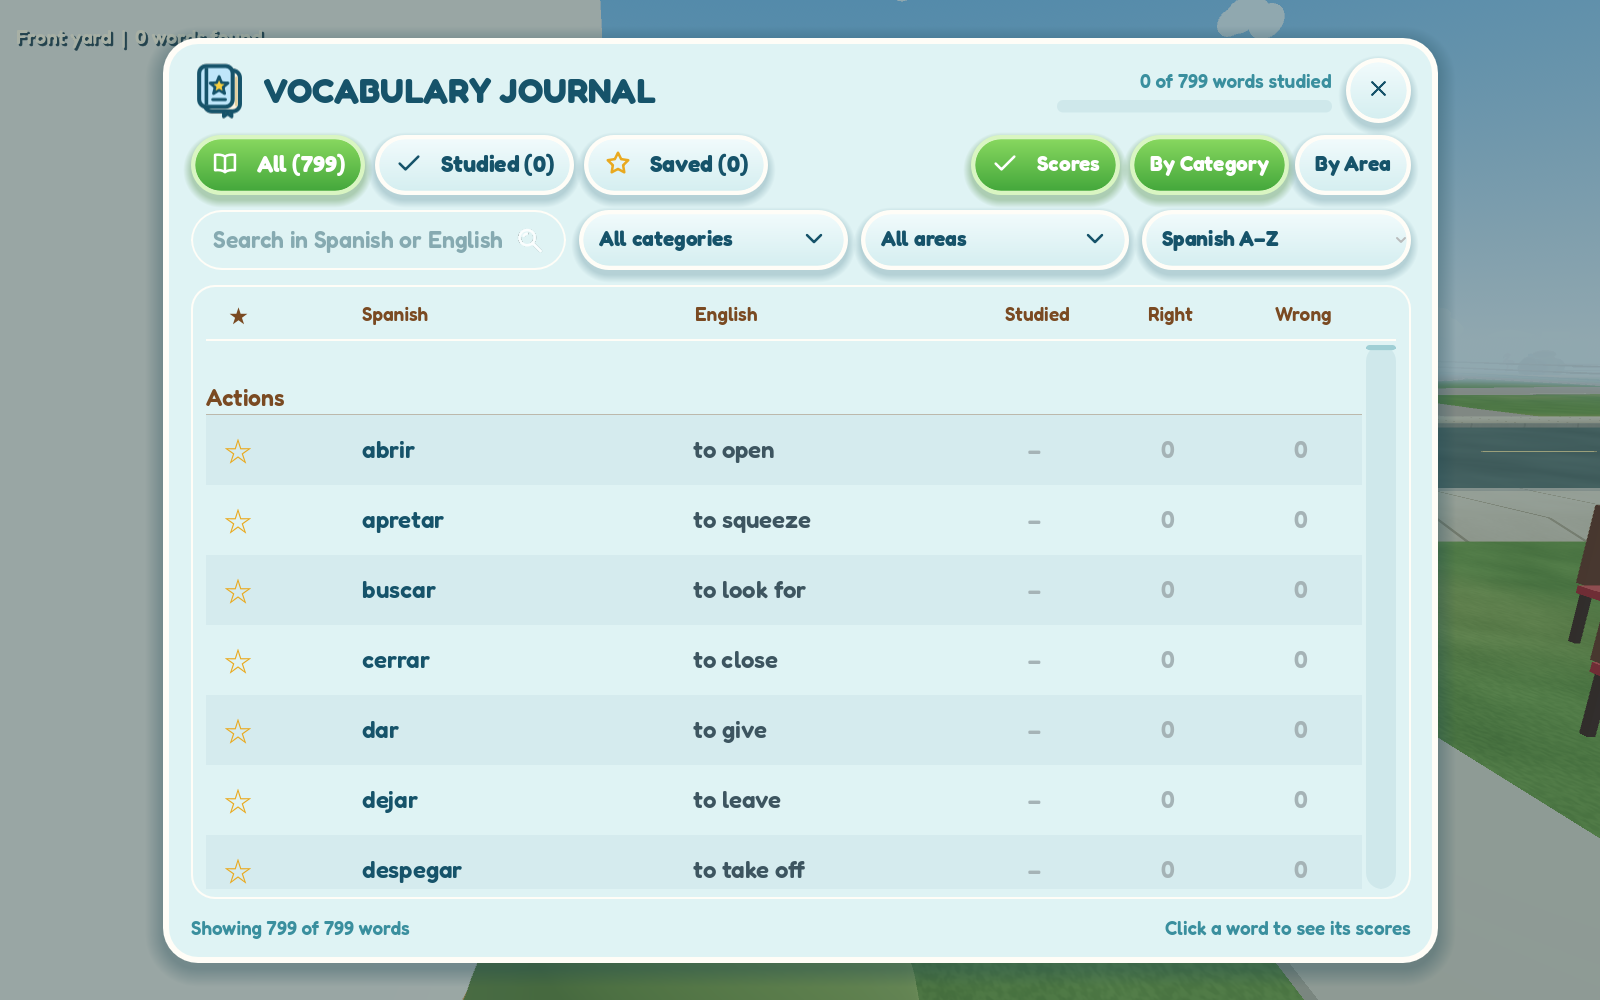 Front yard | 0 words found
VOCABULARY JOURNAL
0 of 799 words studied
All (799)
Studied (0)
Saved (0)
Scores
By Category
By Area
Search in Spanish or English
All categories
All areas
Spanish A–Z
★ Spanish English Studied Right Wrong
Actions
abrir to open – 0 0
apretar to squeeze – 0 0
buscar to look for – 0 0
cerrar to close – 0 0
dar to give – 0 0
dejar to leave – 0 0
despegar to take off – 0 0
Showing 799 of 799 words
Click a word to see its scores